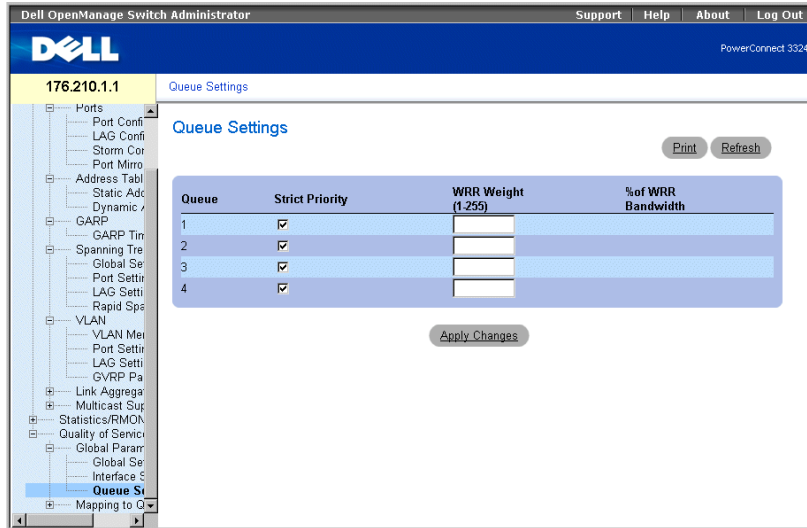 Dell OpenManage Switch Administrator
Support | Help | About | Log Out
DELL
PowerConnect 3324
176.210.1.1
Queue Settings
Ports
Port Confi
LAG Confi
Storm Cor
Port Mirro
Address Tabl
Static Add
Dynamic
GARP
GARP Tim
Spanning Tre
Global Set
Port Settir
LAG Setti
Rapid Spa
VLAN
VLAN Mer
Port Settir
LAG Setti
GVRP Pa
Link Aggregat
Multicast Sup
Statistics/RMON
Quality of Service
Global Param
Global Set
Interface S
Queue Se
Mapping to Q
Queue Settings
Print Refresh
Queue Strict Priority WRR Weight (1-255) %of WRR Bandwidth
1
2
3
4
Apply Changes